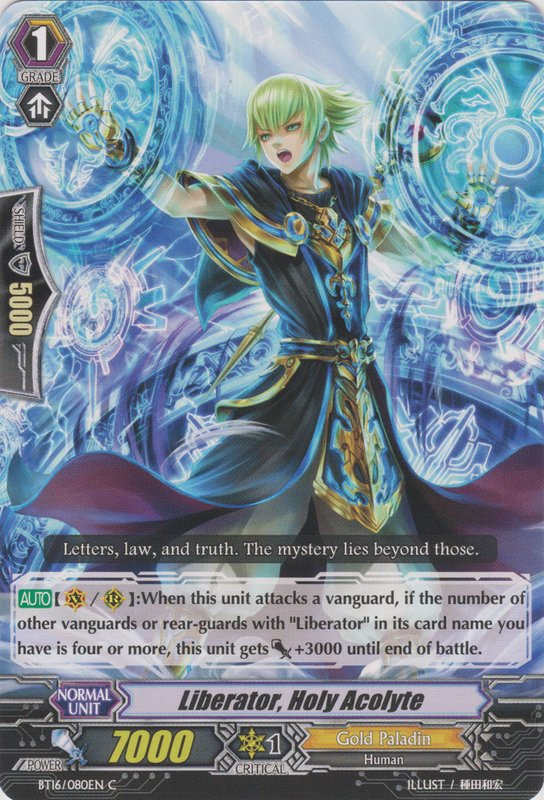 1
GRADE
SHIELD
5000
Letters, law, and truth. The mystery lies beyond those.
AUTO【 V / R 】:When this unit attacks a vanguard, if the number of
other vanguards or rear-guards with "Liberator" in its card name you
have is four or more, this unit gets +3000 until end of battle.
NORMAL
UNIT
Liberator, Holy Acolyte
POWER
7000
1
CRITICAL
Gold Paladin
Human
BT16/080EN C
ILLUST / 種田和宏